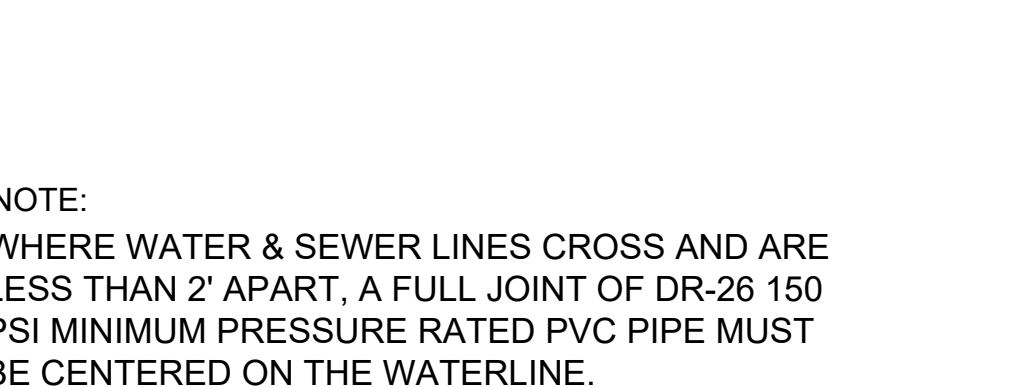 NOTE:
WHERE WATER & SEWER LINES CROSS AND ARE
LESS THAN 2' APART, A FULL JOINT OF DR-26 150
PSI MINIMUM PRESSURE RATED PVC PIPE MUST
BE CENTERED ON THE WATERLINE.